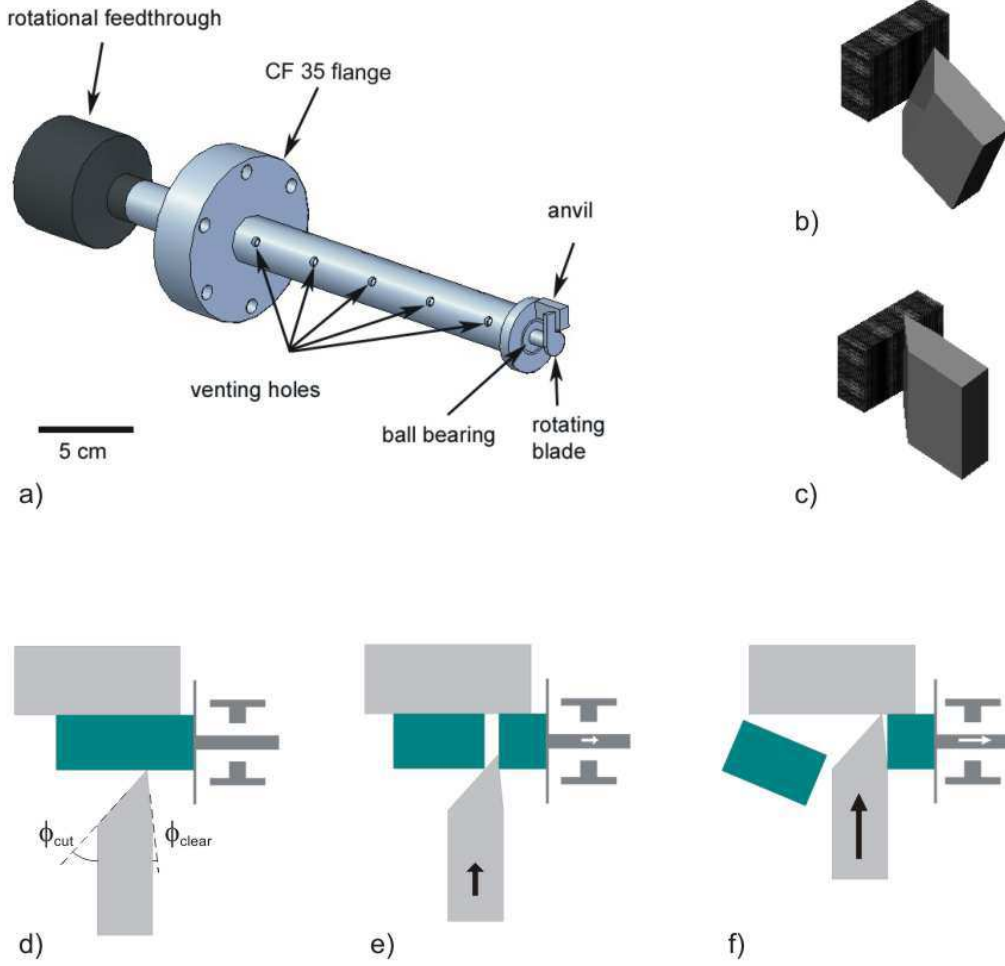 rotational feedthrough
CF 35 flange
anvil
venting holes
ball bearing
rotating
blade
5 cm
a)
b)
c)
ϕcut
ϕclear
d)
e)
f)